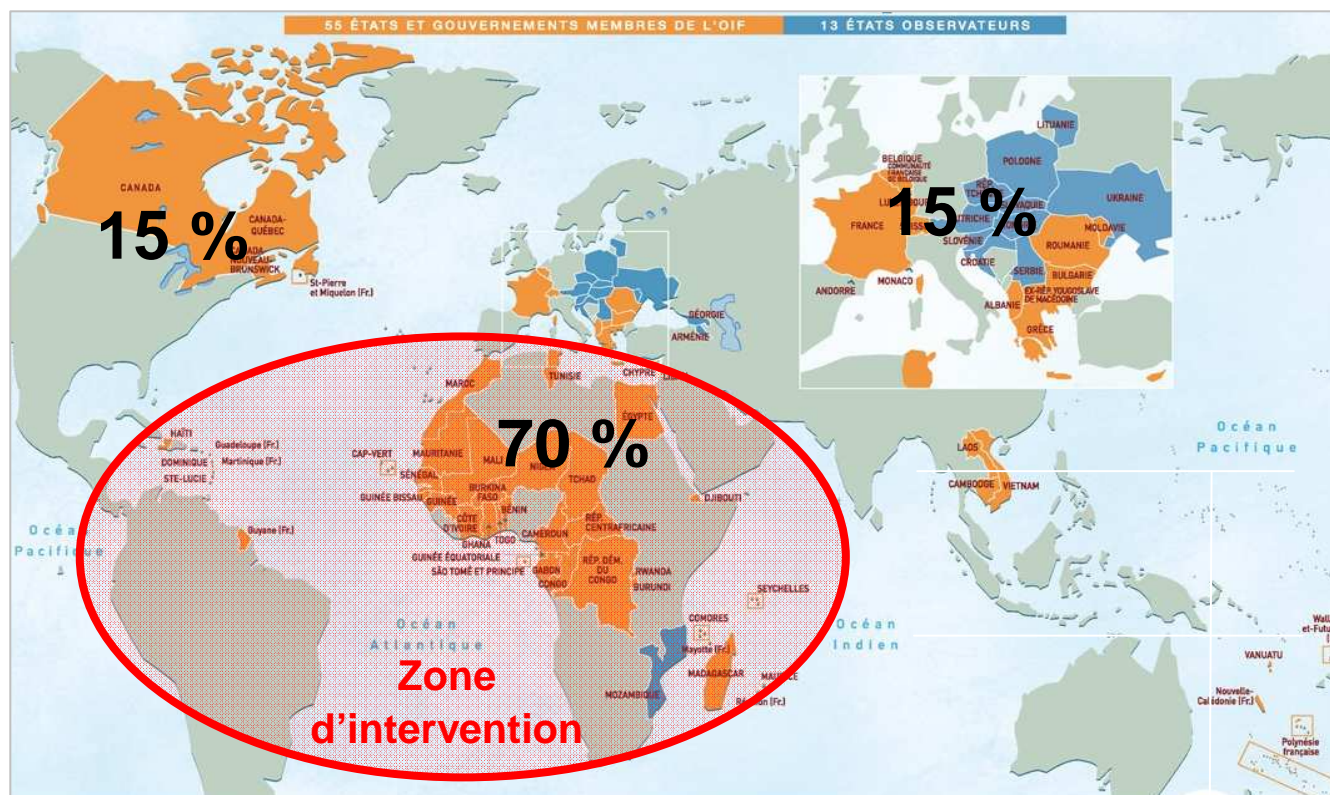 55 ÉTATS ET GOUVERNEMENTS MEMBRES DE L'OIF
13 ÉTATS OBSERVATEURS
CANADA
CANADA-
QUÉBEC
NOUVEAU-
BRUNSWICK
15 %
St-Pierre
et Miquelon (Fr.)
LITUANIE
POLOGNE
BELGIQUE
COMMUNAUTÉ
FRANÇAISE
DE BELGIQUE
UKRAINE
15 %
FRANCE
SLOVÉNIE
CROATIE
MOLDAVIE
ROUMANIE
SERBIE
BULGARIE
MONACO
ANDORRE
ALBANIE
EX-RÉP. YOUGOSLAVE
DE MACÉDOINE
GRÈCE
GÉORGIE
ARMÉNIE
CHYPRE
MAROC
TUNISIE
ÉGYPTE
70 %
HAÏTI
Guadeloupe (Fr.)
DOMINIQUE
Martinique (Fr.)
STE-LUCIE
Guyane (Fr.)
CAP-VERT
MAURITANIE
MALI
TCHAD
SÉNÉGAL
BURKINA
FASO
GUINÉE BISSAU
GUINÉE
BÉNIN
CÔTE
D'IVOIRE
TOGO
GHANA
CAMEROUN
RÉP.
CENTRAFRICAINE
DJIBOUTI
GUINÉE ÉQUATORIALE
SÃO TOMÉ ET PRINCIPE
GABON
CONGO
RÉP. DÉM.
DU
CONGO
RWANDA
BURUNDI
SEYCHELLES
COMORES
Mayotte (Fr.)
MADAGASCAR
MOZAMBIQUE
Océan
Atlantique
Océan
Indien
Océan
Pacifique
Pacifique
LAOS
CAMBODGE
VIETNAM
VANUATU
Nouvelle-
Calédonie (Fr.)
Polynésie
française
Zone
d'intervention